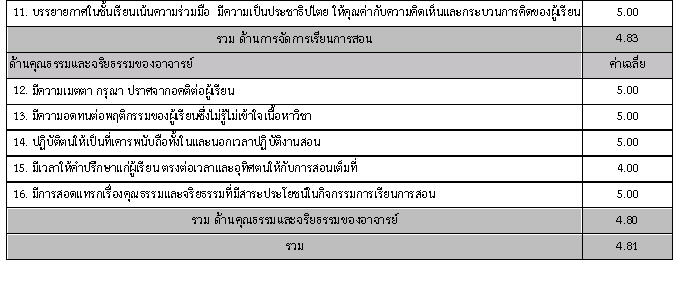 11. บรรยากาศในชั้นเรียนเน้นความร่วมมือ มีความเป็นประชาธิปไตย ให้คุณค่ากับความคิดเห็นและกระบวนการคิดของผู้เรียน 5.00
รวม ด้านการจัดการเรียนการสอน 4.83
ด้านคุณธรรมและจริยธรรมของอาจารย์ ค่าเฉลี่ย
12. มีความเมตตา กรุณา ปราศจากอคติต่อผู้เรียน 5.00
13. มีความอดทนต่อพฤติกรรมของผู้เรียนซึ่งไม่รู้ไม่เข้าใจเนื้อหาวิชา 5.00
14. ปฏิบัติตนให้เป็นที่เคารพนับถือทั้งในและนอกเวลาปฏิบัติงานสอน 5.00
15. มีเวลาให้คำปรึกษาแก่ผู้เรียน ตรงต่อเวลาและอุทิศตนให้กับการสอนเต็มที่ 4.00
16. มีการสอดแทรกเรื่องคุณธรรมและจริยธรรมที่มีสาระประโยชน์ในกิจกรรมการเรียนการสอน 5.00
รวม ด้านคุณธรรมและจริยธรรมของอาจารย์ 4.80
รวม 4.81